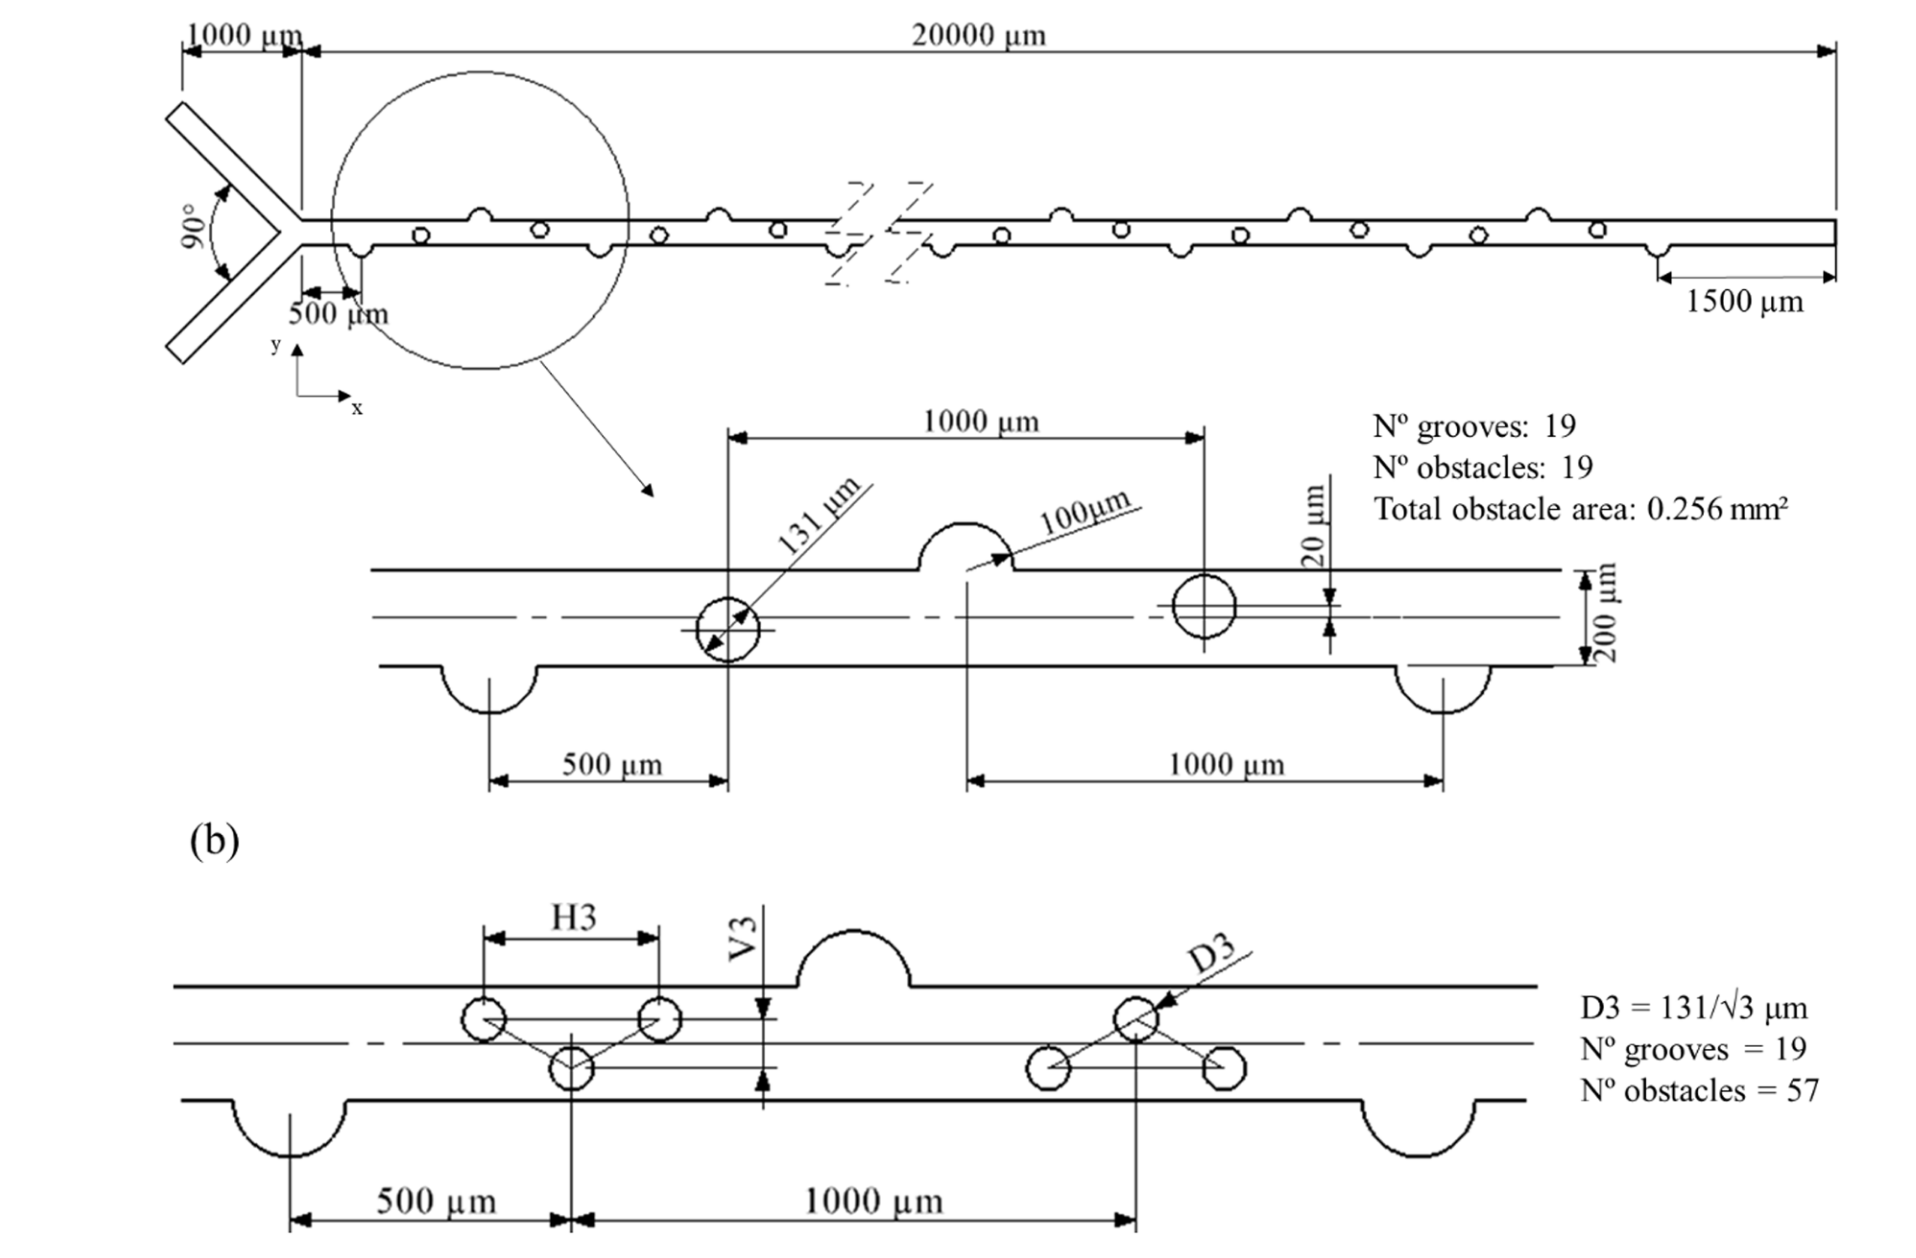 1000 μm
20000 μm
90°
500 μm
1500 μm
y
x
1000 μm
Nº grooves: 19
Nº obstacles: 19
Total obstacle area: 0.256 mm²
131 μm
100μm
20 μm
200 μm
500 μm
1000 μm
(b)
H3
V3
D3
D3 = 131/√3 μm
Nº grooves = 19
Nº obstacles = 57
500 μm
1000 μm